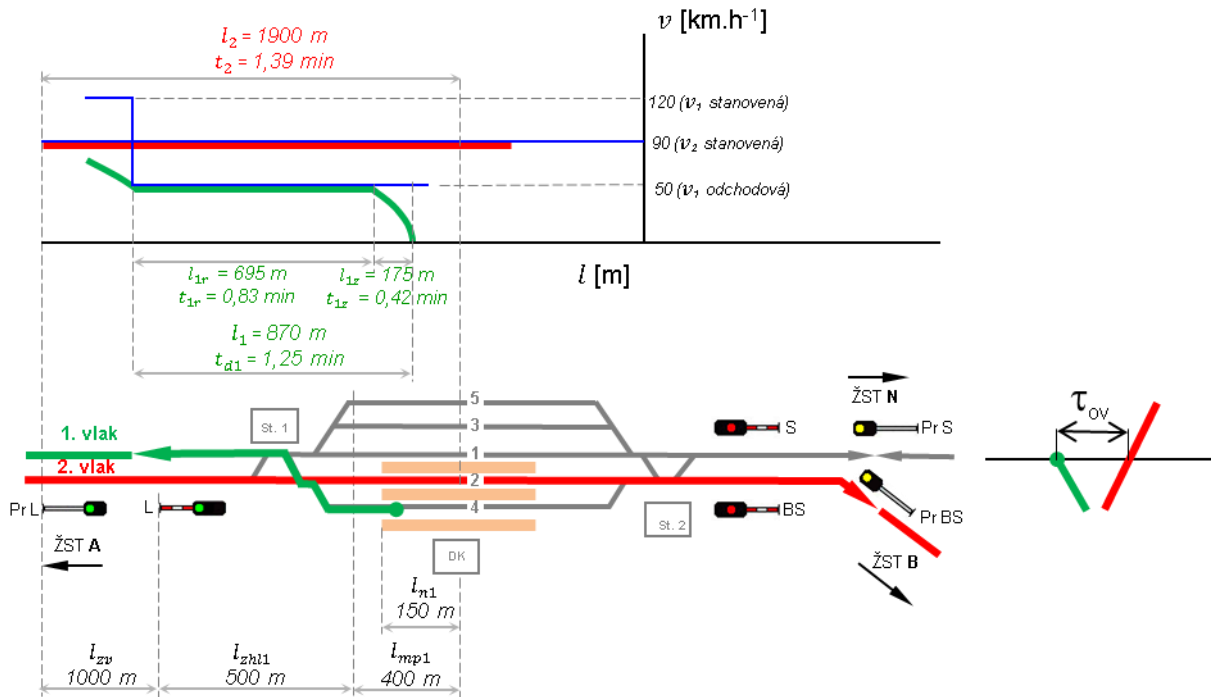 v [km.h-1]
l2 = 1900 m
t2 = 1,39 min
120 (v1 stanovená)
90 (v2 stanovená)
50 (v1 odchodová)
l1r = 695 m
t1r = 0,83 min
l1z = 175 m
t1z = 0,42 min
l [m]
l1 = 870 m
td1 = 1,25 min
ŽST N
5
St. 1
3
S
Pr S
τov
1. vlak
1
2. vlak
2
Pr L
L
4
St. 2
BS
Pr BS
ŽST A
DK
ŽST B
ln1
150 m
lzv
1000 m
lzhl1
500 m
lmp1
400 m